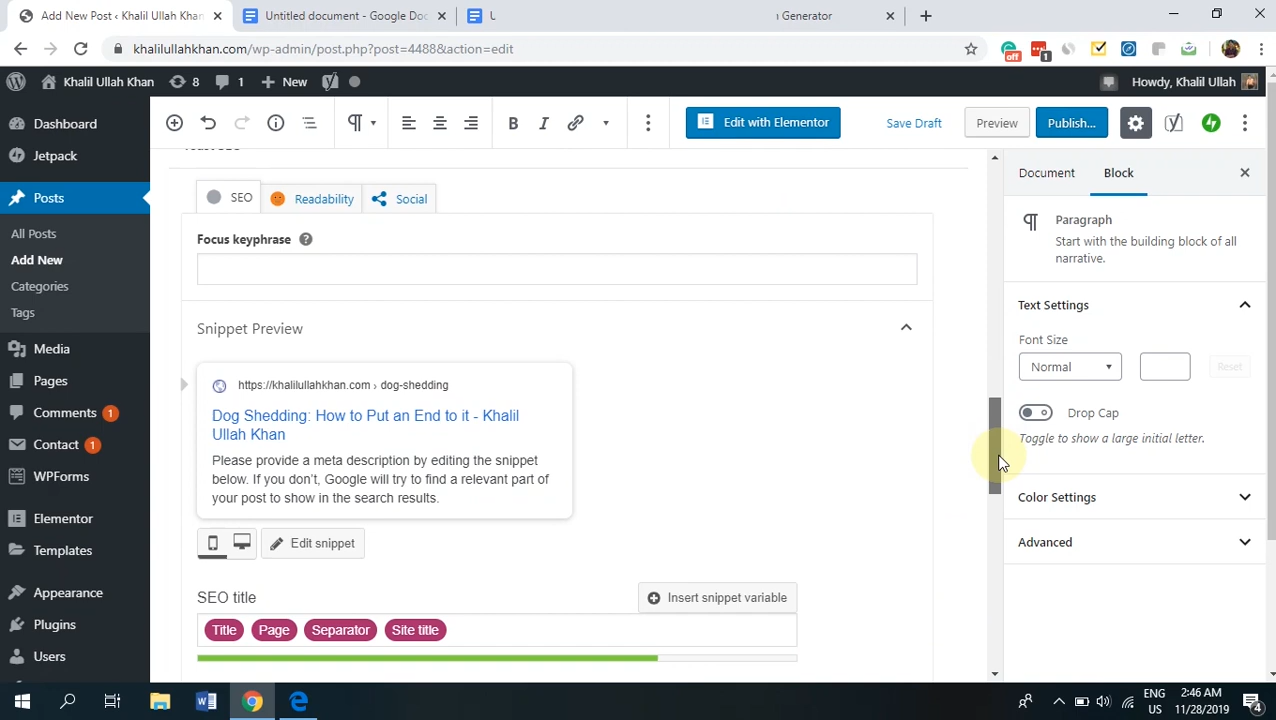 Add New Post ‹ Khalil Ullah Khan
Untitled document - Google Doc
Generator
khalilullahkhan.com/wp-admin/post.php?post=4488&action=edit
off
1
Khalil Ullah Khan
8
1
New
Howdy, Khalil Ullah
Dashboard
Jetpack
Posts
All Posts
Add New
Categories
Tags
Media
Pages
Comments 1
Contact 1
WPForms
Elementor
Templates
Appearance
Plugins
Users
Edit with Elementor
Save Draft
Preview
Publish...
SEO
Readability
Social
Focus keyphrase
Snippet Preview
https://khalilullahkhan.com › dog-shedding
Dog Shedding: How to Put an End to it - Khalil
Ullah Khan
Please provide a meta description by editing the snippet
below. If you don’t, Google will try to find a relevant part of
your post to show in the search results.
Edit snippet
SEO title
Insert snippet variable
Title Page Separator Site title
Document
Block
Paragraph
Start with the building block of all
narrative.
Text Settings
Font Size
Normal
Reset
Drop Cap
Toggle to show a large initial letter.
Color Settings
Advanced
ENG
US
2:46 AM
11/28/2019
4